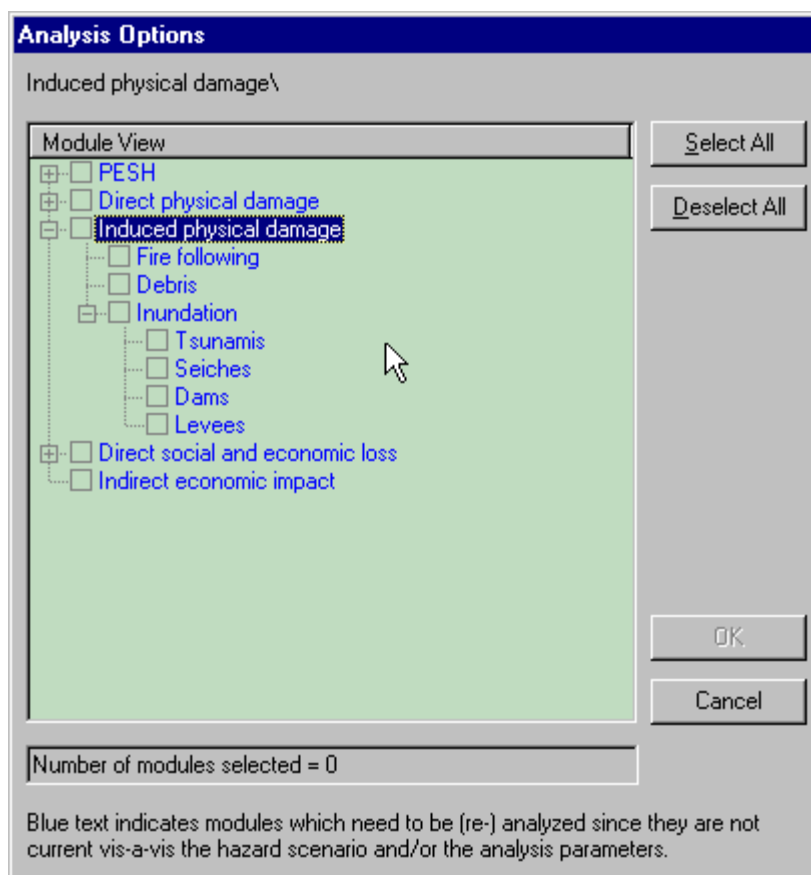 Analysis Options
Induced physical damage\
Module View
Select All
PESH
Direct physical damage
Deselect All
Induced physical damage
Fire following
Debris
Inundation
Tsunamis
Seiches
Dams
Levees
Direct social and economic loss
Indirect economic impact
OK
Cancel
Number of modules selected = 0
Blue text indicates modules which need to be (re-) analyzed since they are not
current vis-a-vis the hazard scenario and/or the analysis parameters.